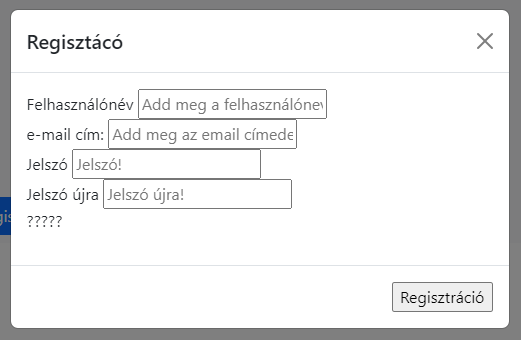 Regisztácó
Felhasználónév Add meg a felhasználónev
e-mail cím: Add meg az email címede
Jelszó Jelszó!
Jelszó újra Jelszó újra!
?????
gis
Regisztráció